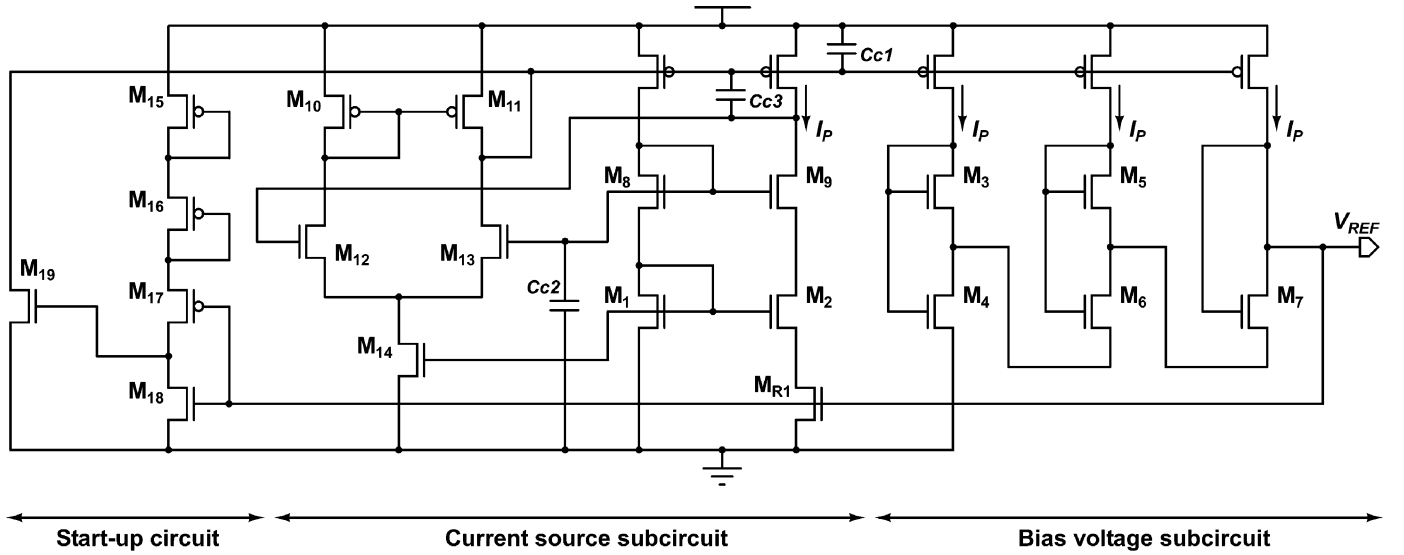 Cc1
M15
M10
M11
Cc3
IP
IP
IP
IP
M8
M9
M3
M5
M16
VREF
M12
M13
M19
M17
Cc2
M1
M2
M4
M6
M7
M14
M18
MR1
Start-up circuit
Current source subcircuit
Bias voltage subcircuit